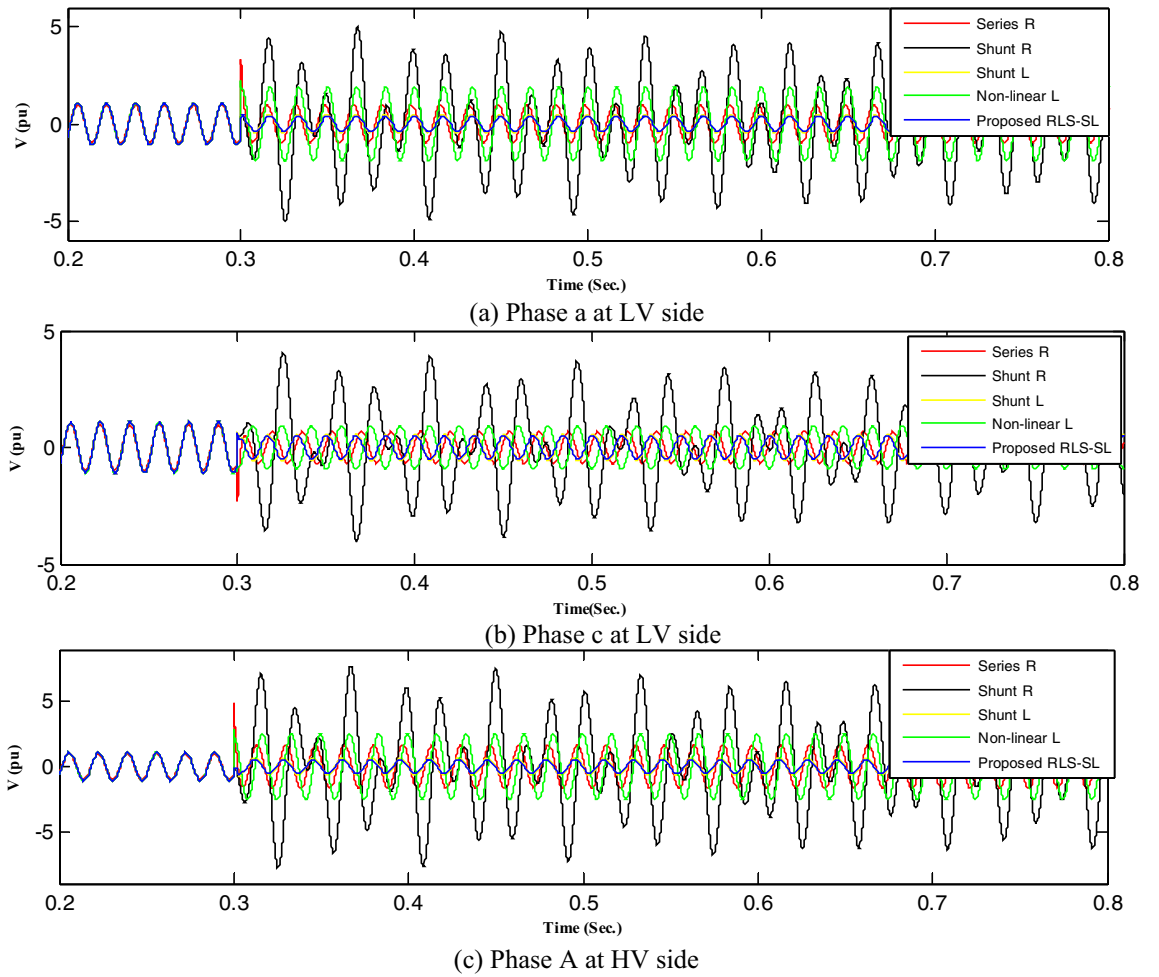 5
0
-5
V (pu)
Series R
Shunt R
Shunt L
Non-linear L
Proposed RLS-SL
0.2 0.3 0.4 0.5 0.6 0.7 0.8
Time (Sec.)
(a) Phase a at LV side
5
0
-5
V (pu)
Series R
Shunt R
Shunt L
Non-linear L
Proposed RLS-SL
0.2 0.3 0.4 0.5 0.6 0.7 0.8
Time(Sec.)
(b) Phase c at LV side
5
0
-5
V (pu)
Series R
Shunt R
Shunt L
Non-linear L
Proposed RLS-SL
0.2 0.3 0.4 0.5 0.6 0.7 0.8
Time (Sec.)
(c) Phase A at HV side